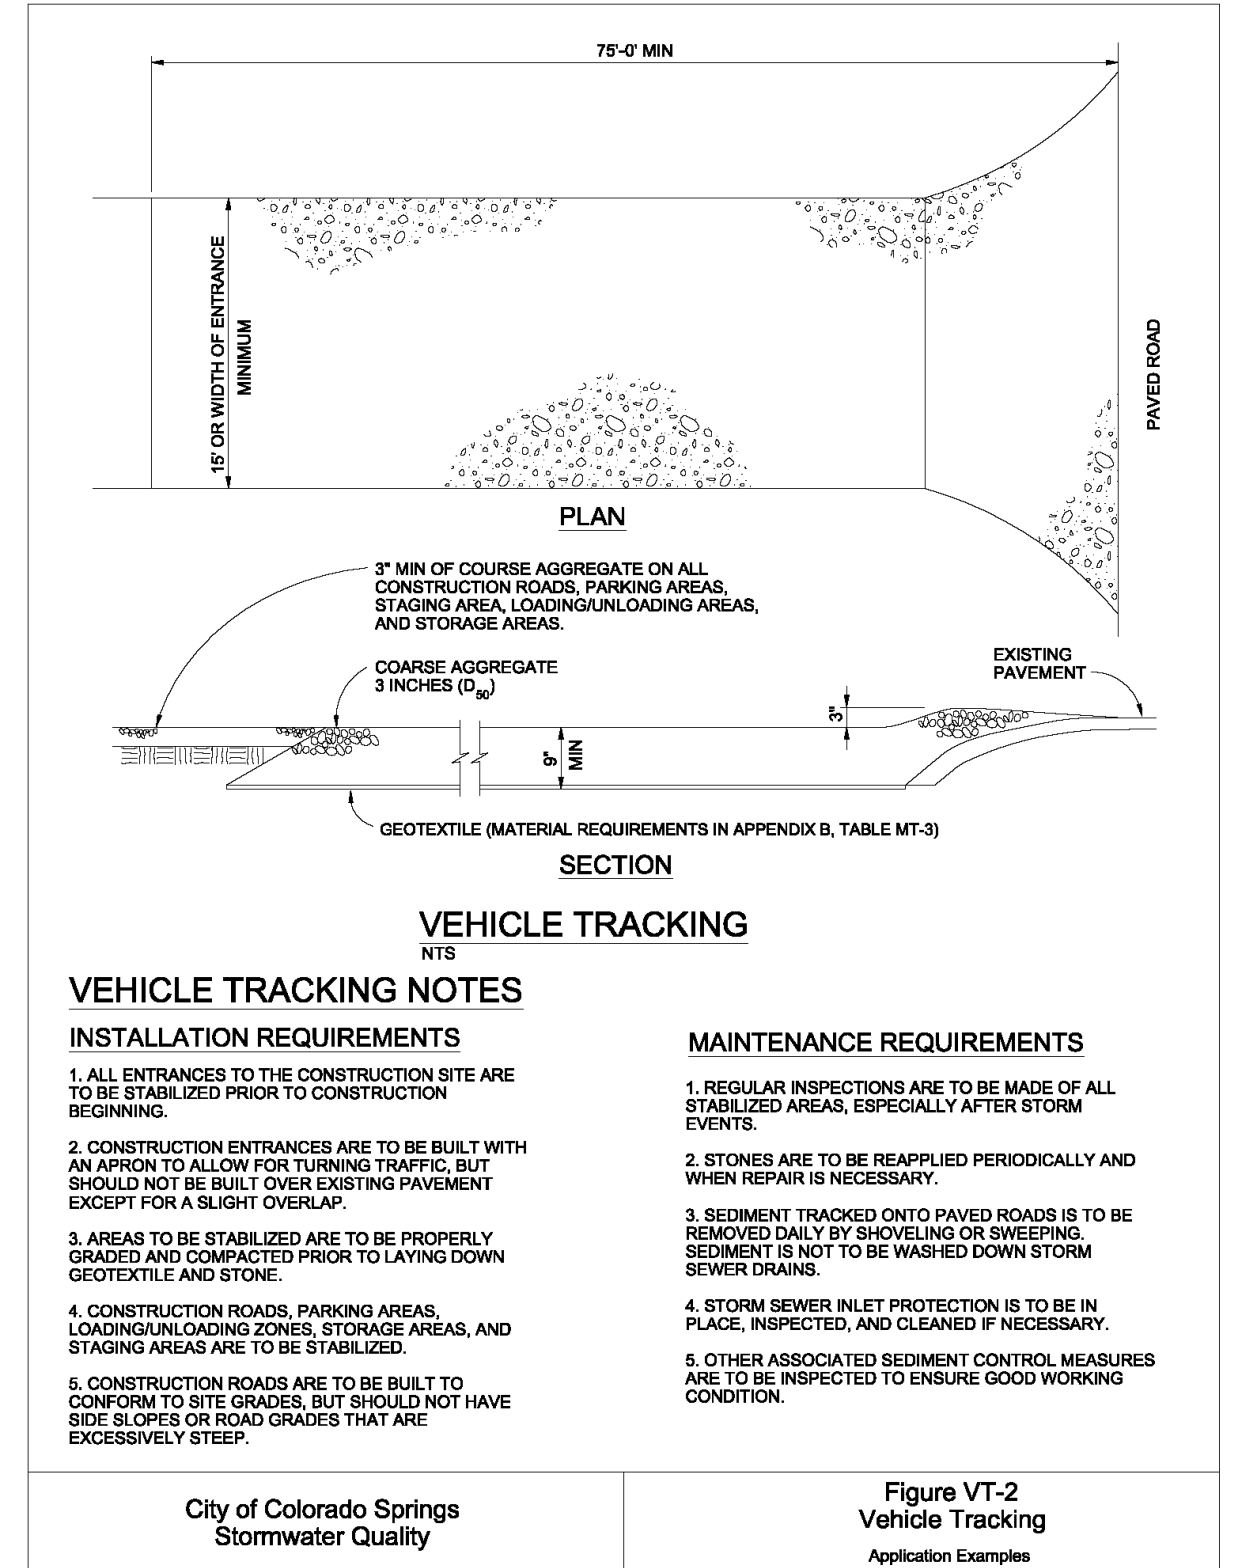 75'-0' MIN
15' OR WIDTH OF ENTRANCE
MINIMUM
PAVED ROAD
PLAN
3" MIN OF COURSE AGGREGATE ON ALL
CONSTRUCTION ROADS, PARKING AREAS,
STAGING AREA, LOADING/UNLOADING AREAS,
AND STORAGE AREAS.
COARSE AGGREGATE
3 INCHES (D50)
EXISTING
PAVEMENT
3"
9"
MIN
GEOTEXTILE (MATERIAL REQUIREMENTS IN APPENDIX B, TABLE MT-3)
SECTION
VEHICLE TRACKING
NTS
VEHICLE TRACKING NOTES
INSTALLATION REQUIREMENTS
1. ALL ENTRANCES TO THE CONSTRUCTION SITE ARE
TO BE STABILIZED PRIOR TO CONSTRUCTION
BEGINNING.
2. CONSTRUCTION ENTRANCES ARE TO BE BUILT WITH
AN APRON TO ALLOW FOR TURNING TRAFFIC, BUT
SHOULD NOT BE BUILT OVER EXISTING PAVEMENT
EXCEPT FOR A SLIGHT OVERLAP.
3. AREAS TO BE STABILIZED ARE TO BE PROPERLY
GRADED AND COMPACTED PRIOR TO LAYING DOWN
GEOTEXTILE AND STONE.
4. CONSTRUCTION ROADS, PARKING AREAS,
LOADING/UNLOADING ZONES, STORAGE AREAS, AND
STAGING AREAS ARE TO BE STABILIZED.
5. CONSTRUCTION ROADS ARE TO BE BUILT TO
CONFORM TO SITE GRADES, BUT SHOULD NOT HAVE
SIDE SLOPES OR ROAD GRADES THAT ARE
EXCESSIVELY STEEP.
MAINTENANCE REQUIREMENTS
1. REGULAR INSPECTIONS ARE TO BE MADE OF ALL
STABILIZED AREAS, ESPECIALLY AFTER STORM
EVENTS.
2. STONES ARE TO BE REAPPLIED PERIODICALLY AND
WHEN REPAIR IS NECESSARY.
3. SEDIMENT TRACKED ONTO PAVED ROADS IS TO BE
REMOVED DAILY BY SHOVELING OR SWEEPING.
SEDIMENT IS NOT TO BE WASHED DOWN STORM
SEWER DRAINS.
4. STORM SEWER INLET PROTECTION IS TO BE IN
PLACE, INSPECTED, AND CLEANED IF NECESSARY.
5. OTHER ASSOCIATED SEDIMENT CONTROL MEASURES
ARE TO BE INSPECTED TO ENSURE GOOD WORKING
CONDITION.
City of Colorado Springs
Stormwater Quality
Figure VT-2
Vehicle Tracking
Application Examples